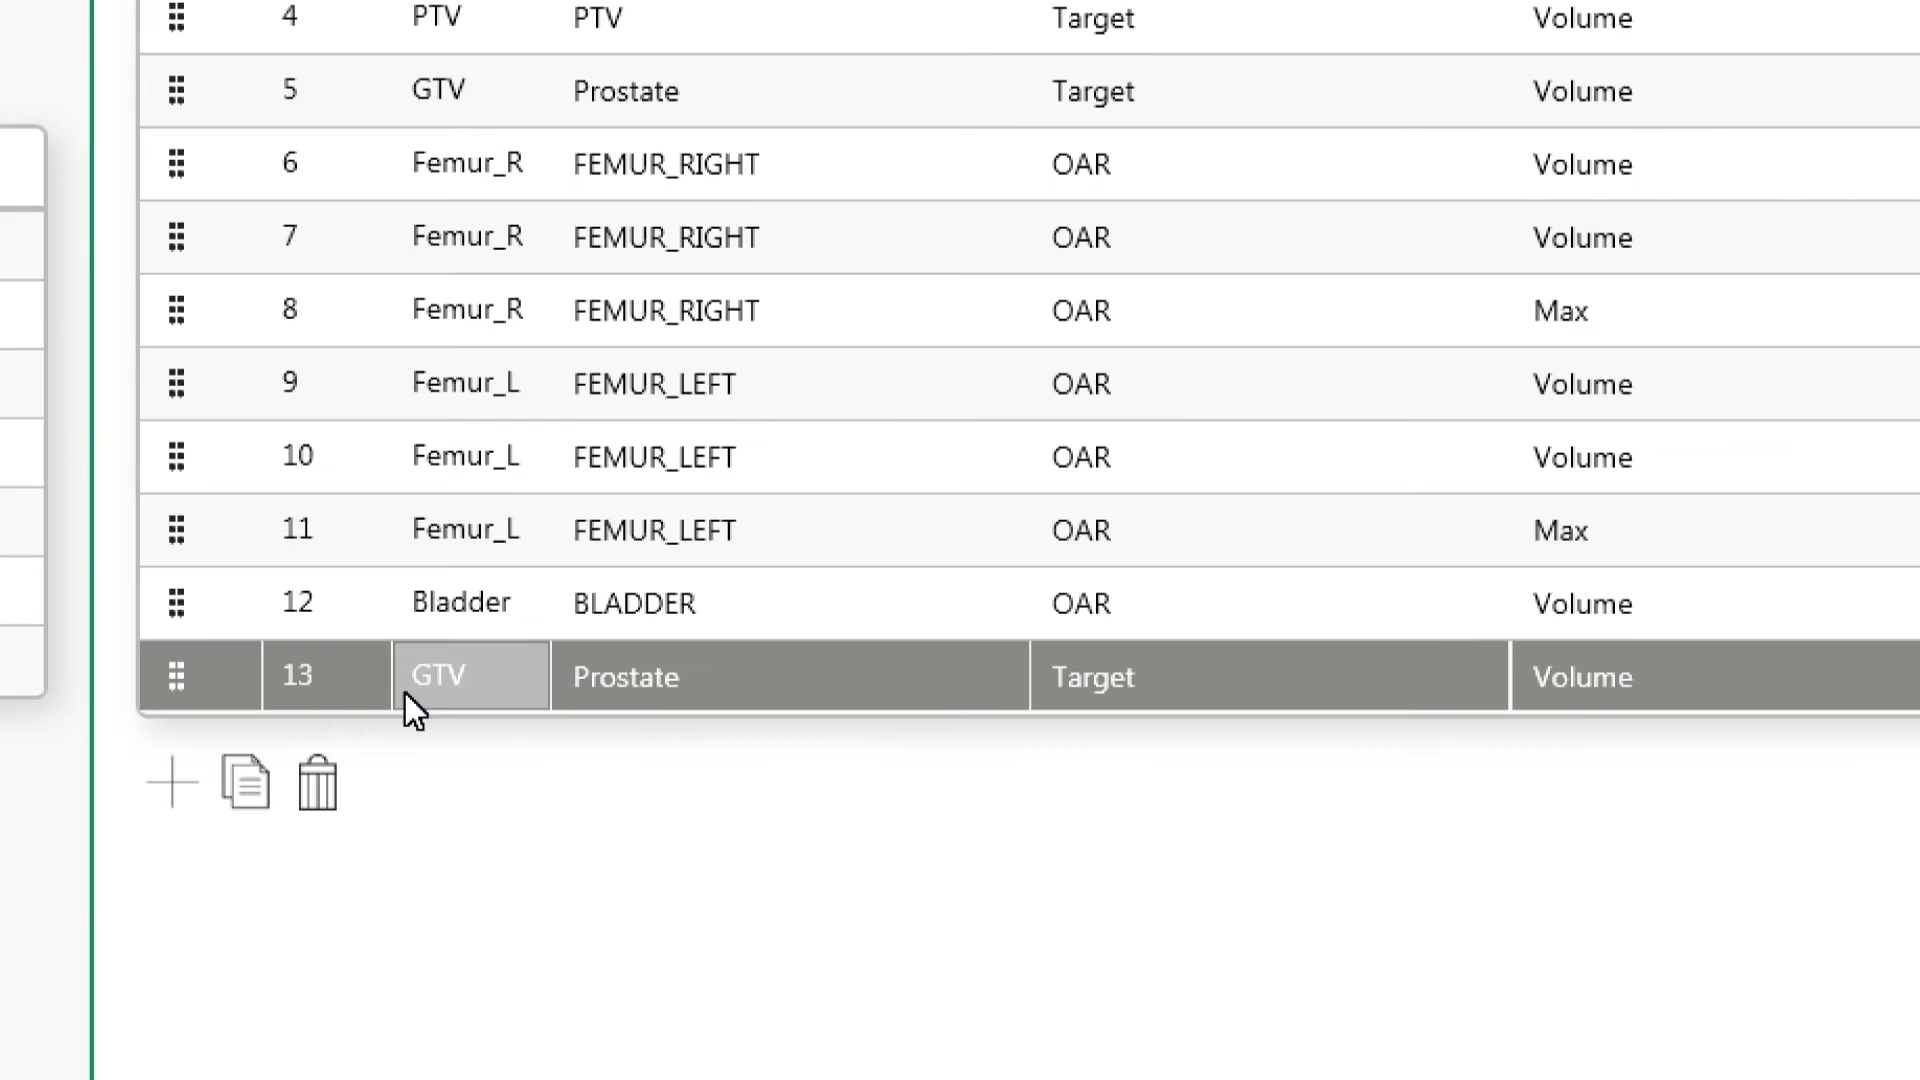 4 PTV PTV Target Volume
5 GTV Prostate Target Volume
6 Femur_R FEMUR_RIGHT OAR Volume
7 Femur_R FEMUR_RIGHT OAR Volume
8 Femur_R FEMUR_RIGHT OAR Max
9 Femur_L FEMUR_LEFT OAR Volume
10 Femur_L FEMUR_LEFT OAR Volume
11 Femur_L FEMUR_LEFT OAR Max
12 Bladder BLADDER OAR Volume
13 GTV Prostate Target Volume